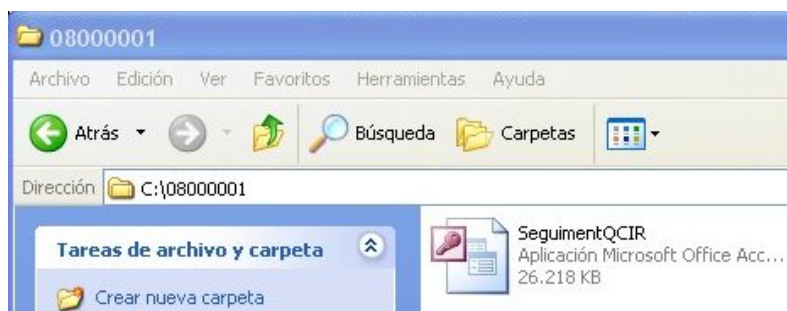 08000001
Archivo Edición Ver Favoritos Herramientas Ayuda
Atrás Búsqueda Carpetas
Dirección C:\08000001
Tareas de archivo y carpeta
Crear nueva carpeta
SeguimentQCIR
Aplicación Microsoft Office Acc...
26.218 KB